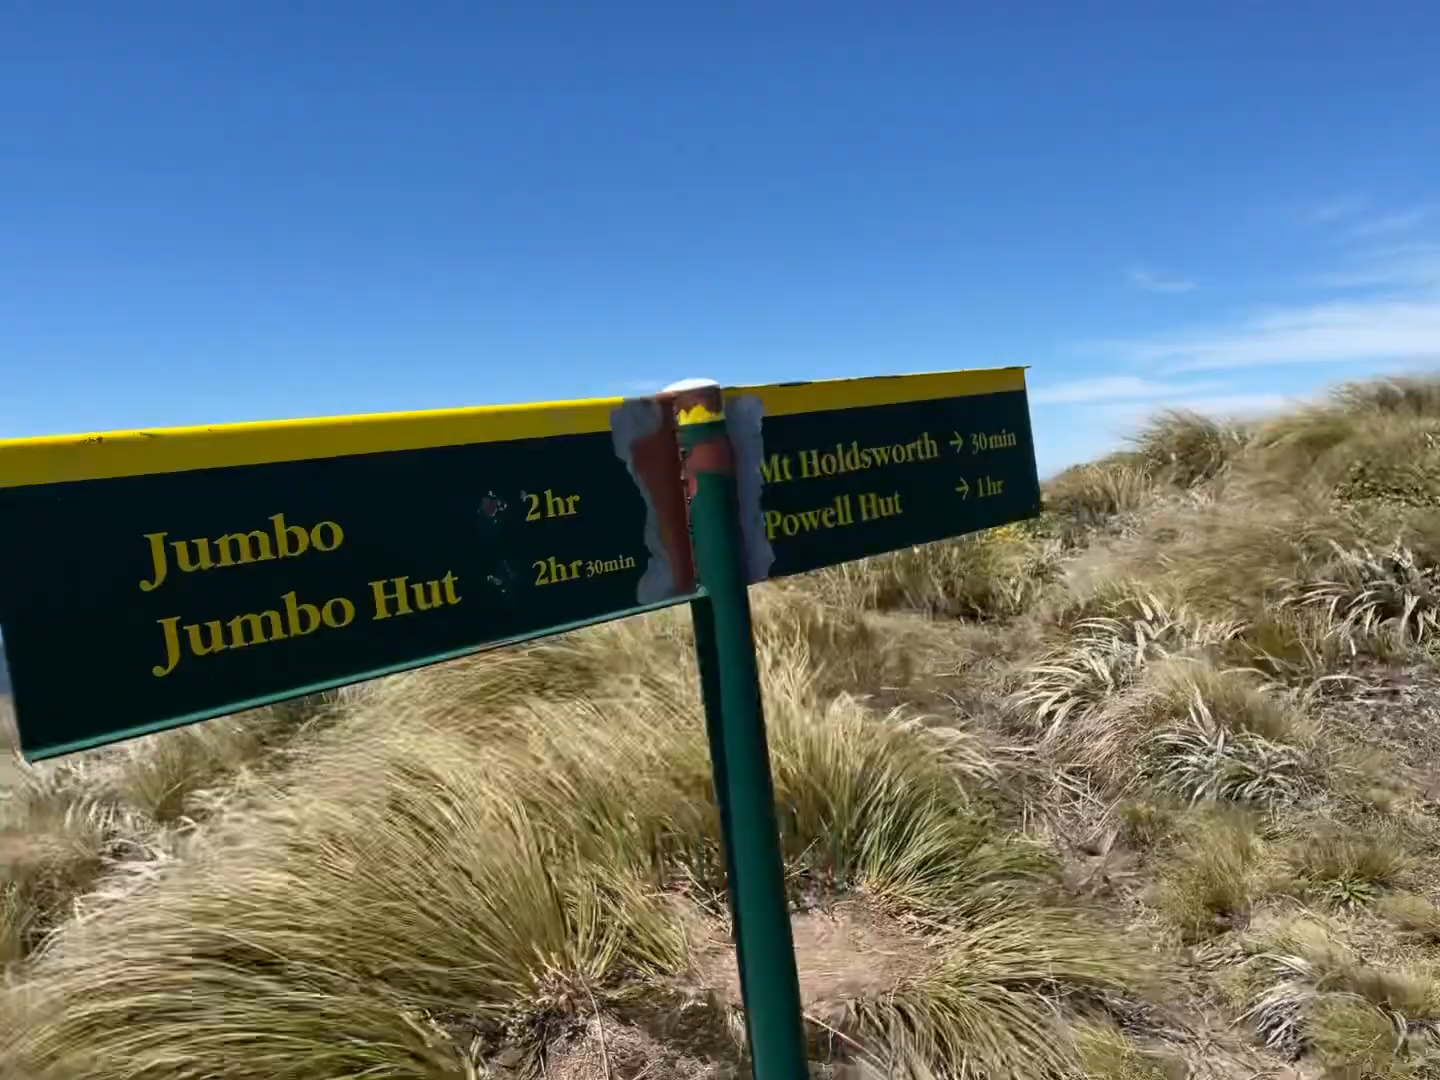 Jumbo 2hr
Jumbo Hut 2hr 30min
Mt Holdsworth → 30min
Powell Hut → 1hr